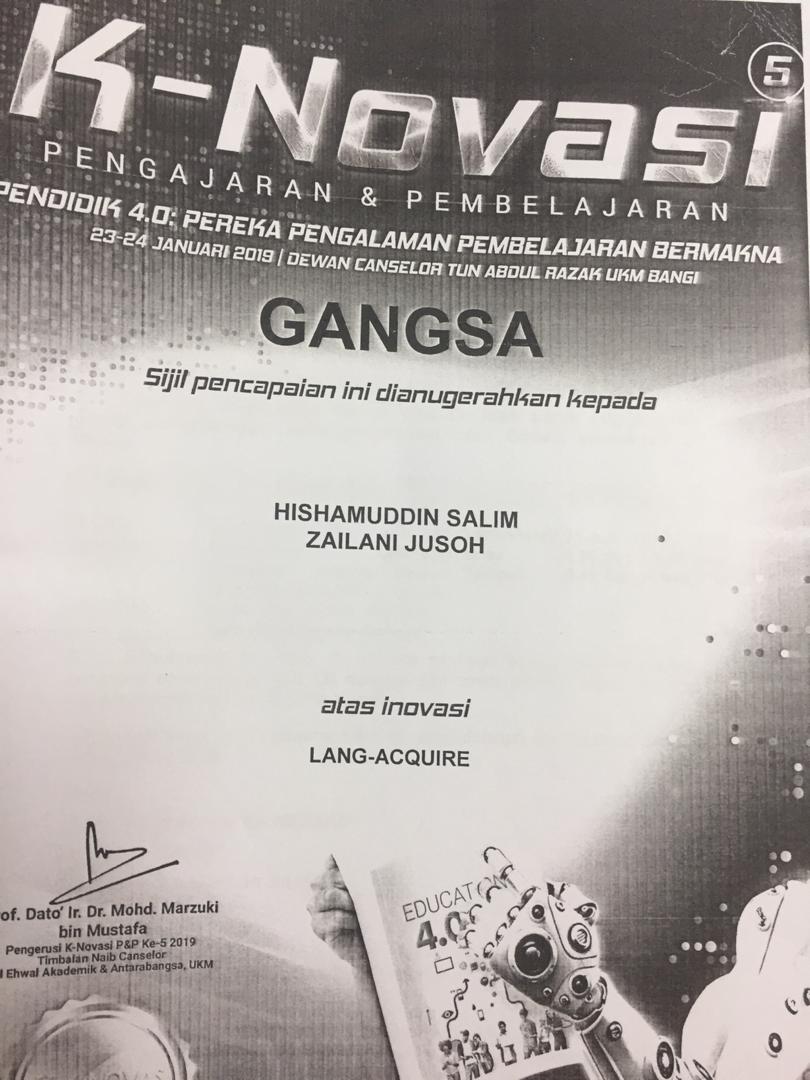 K-Novasi
5
PENGAJARAN & PEMBELAJARAN
PENDIDIK 4.0: PEREKA PENGALAMAN PEMBELAJARAN BERMAKNA
23-24 JANUARI 2019 | DEWAN CANSELOR TUN ABDUL RAZAK UKM BANGI
GANGSA
Sijil pencapaian ini dianugerahkan kepada
HISHAMUDDIN SALIM
ZAILANI JUSOH
atas inovasi
LANG-ACQUIRE
of. Dato' Ir. Dr. Mohd. Marzuki
bin Mustafa
Pengerusi K-Novasi P&P Ke-5 2019
Timbalan Naib Canselor
l Ehwal Akademik & Antarabangsa, UKM
4.0